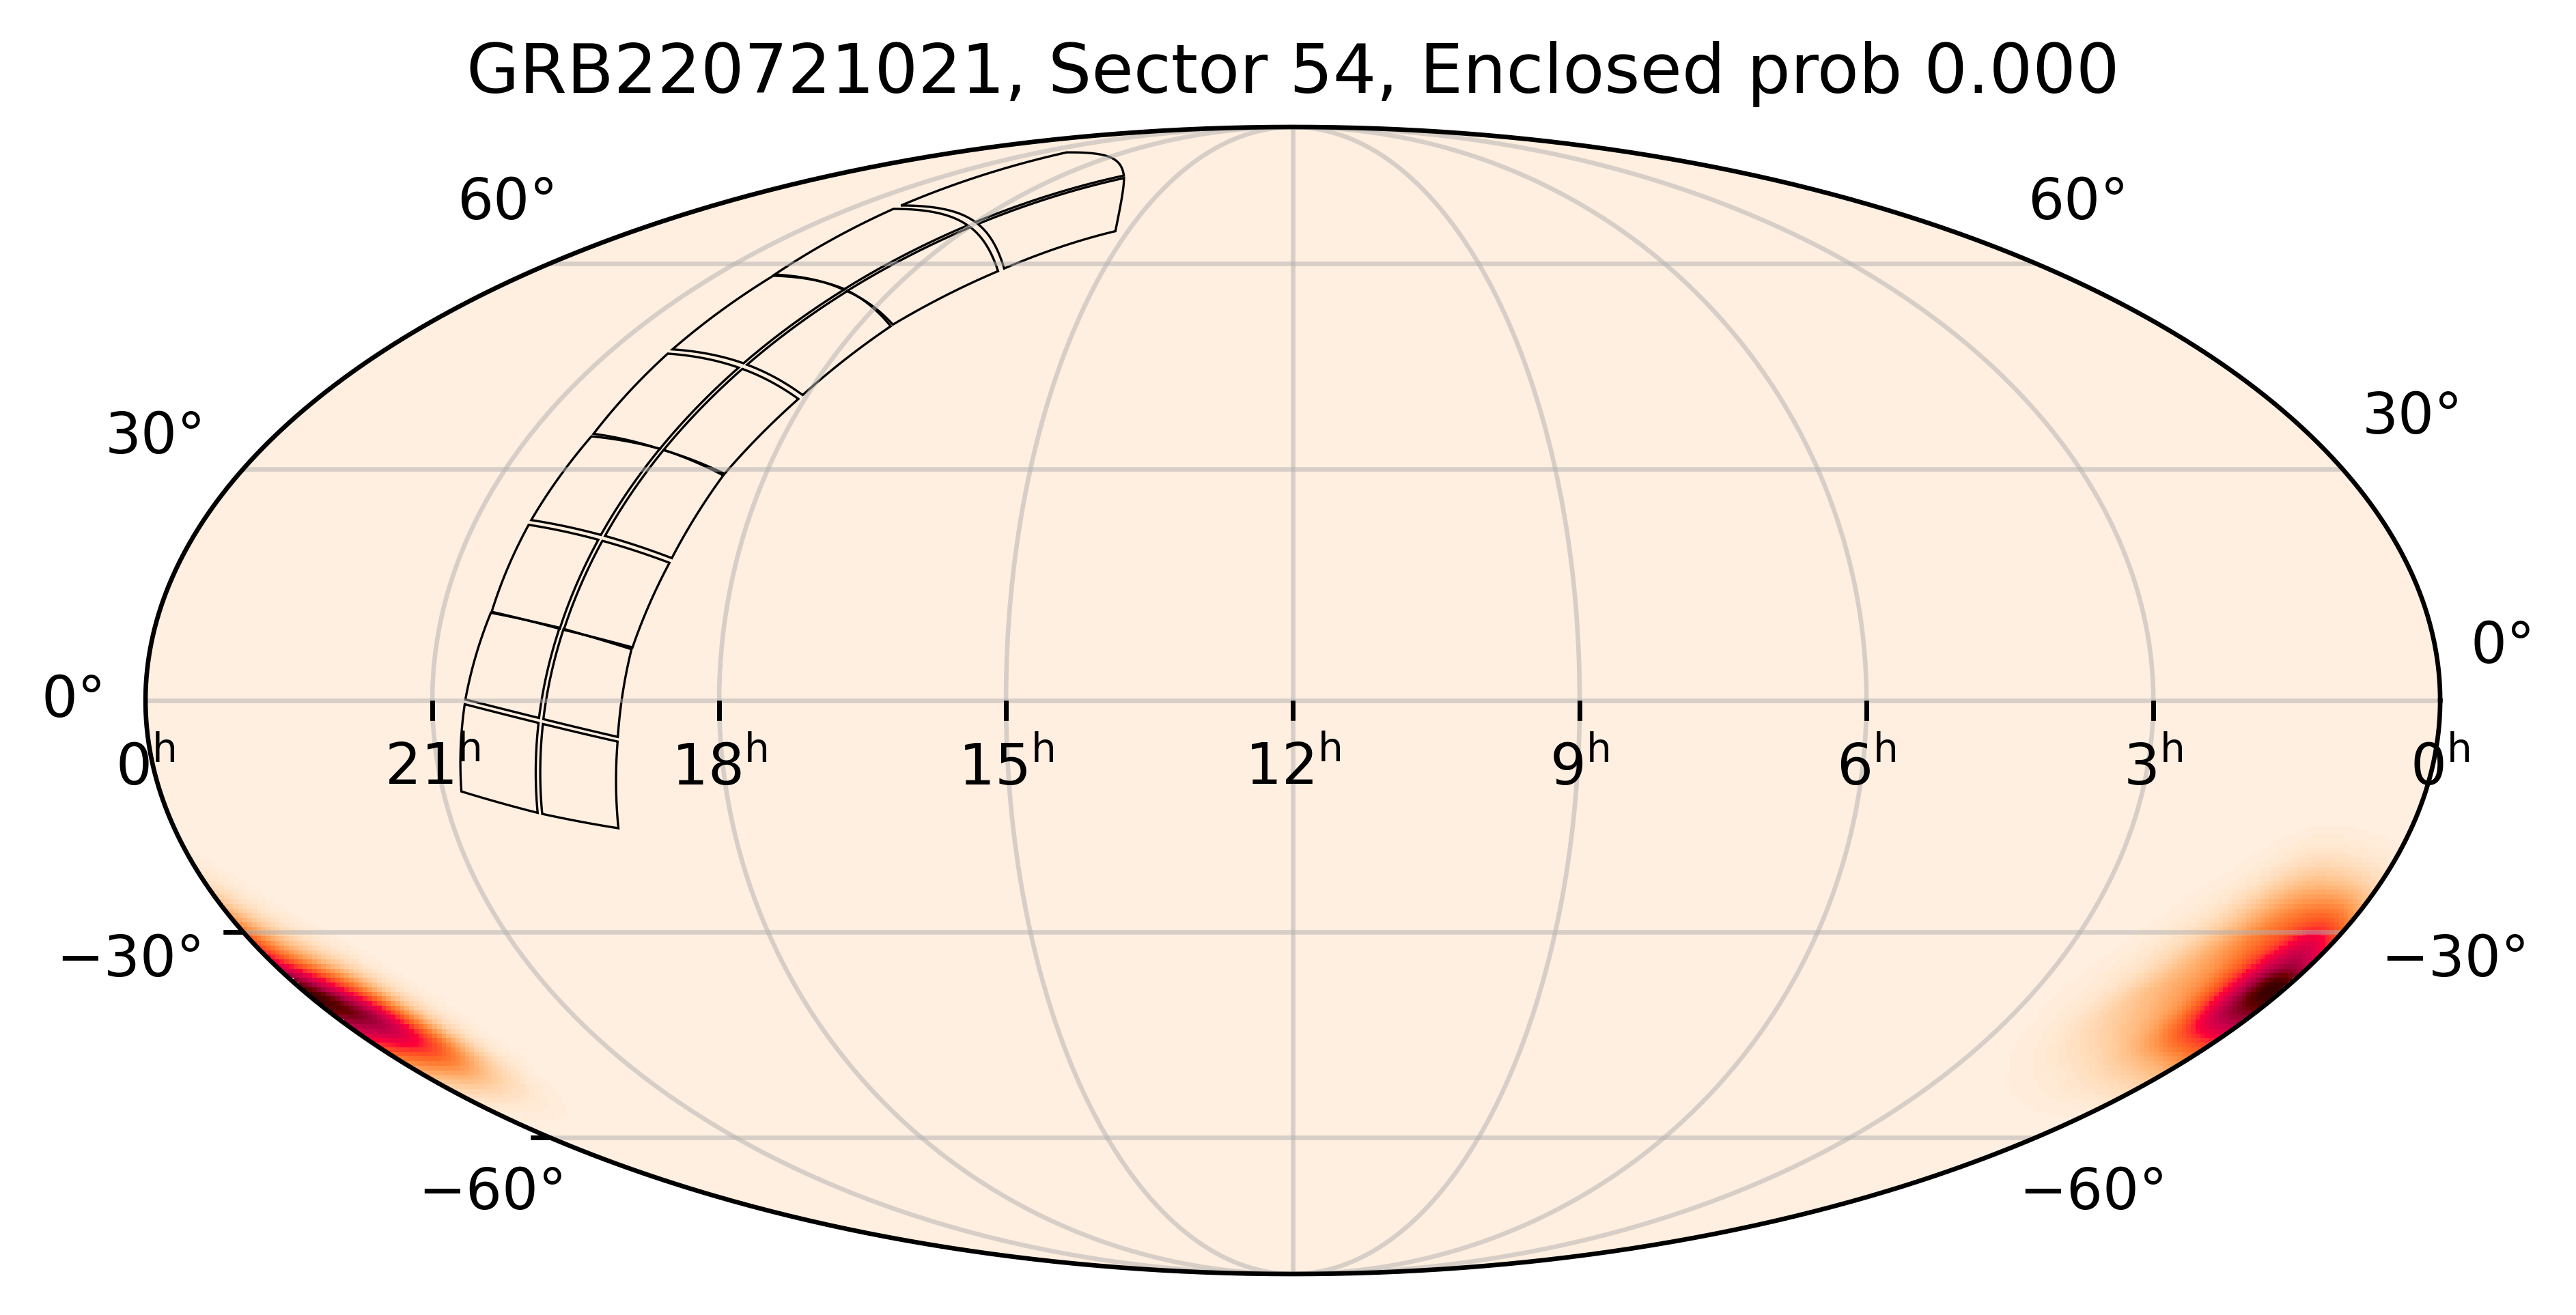 GRB220721021, Sector 54, Enclosed prob 0.000
60° 60°
30° 30°
0° 0°
0h 21h 18h 15h 12h 9h 6h 3h 0h
−30° −30°
−60° −60°